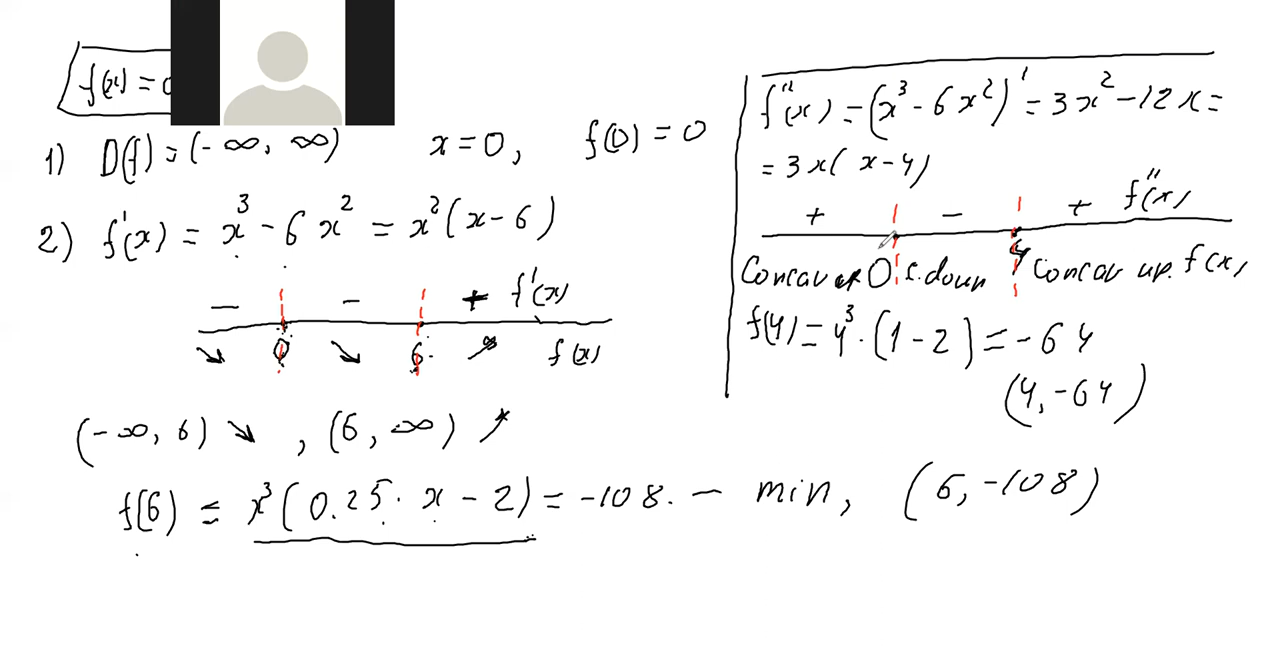 f(x) = 0
1) D(f) = (-∞, ∞) x = 0, f(0) = 0
2) f'(x) = x³ - 6x² = x²(x - 6)
- - + f'(x)
↘ 0 ↘ 6 ↗ f(x)
(-∞, 6) ↘ , (6, ∞) ↗
f(6) = x³(0.25 · x - 2) = -108. - min, (6, -108)
f''(x) = (x³ - 6x²)' = 3x² - 12x =
= 3x(x - 4)
+ - + f''(x)
Concav up 0 c. down 4 Concav up. f(x)
f(4) = 4³ · (1 - 2) = -64
(4, -64)